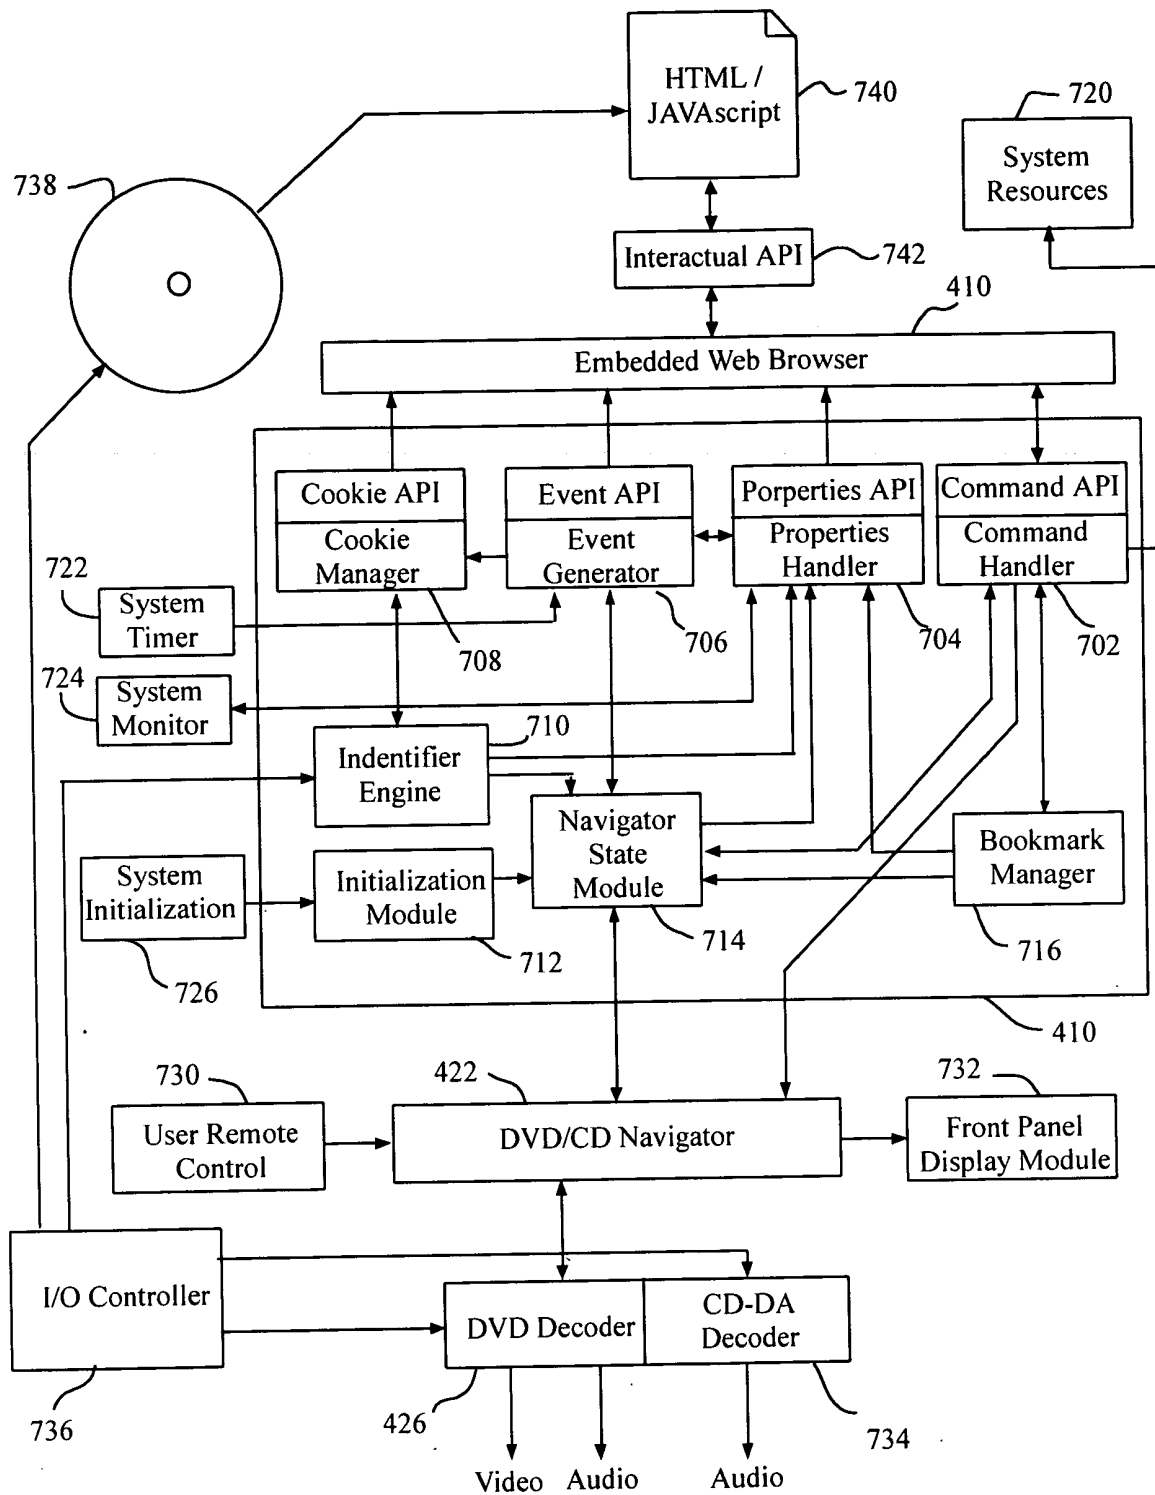 HTML /
JAVAscript
740
720
System
Resources
738
Interactual API
742
410
Embedded Web Browser
Cookie API
Event API
Porperties API
Command API
Cookie
Manager
Event
Generator
Properties
Handler
Command
Handler
722
System
Timer
708
706
704
702
724
System
Monitor
710
Indentifier
Engine
Navigator
State
Module
Bookmark
Manager
System
Initialization
Initialization
Module
714
716
712
726
410
730
422
732
User Remote
Control
DVD/CD Navigator
Front Panel
Display Module
I/O Controller
DVD Decoder
CD-DA
Decoder
736
426
734
Video
Audio
Audio